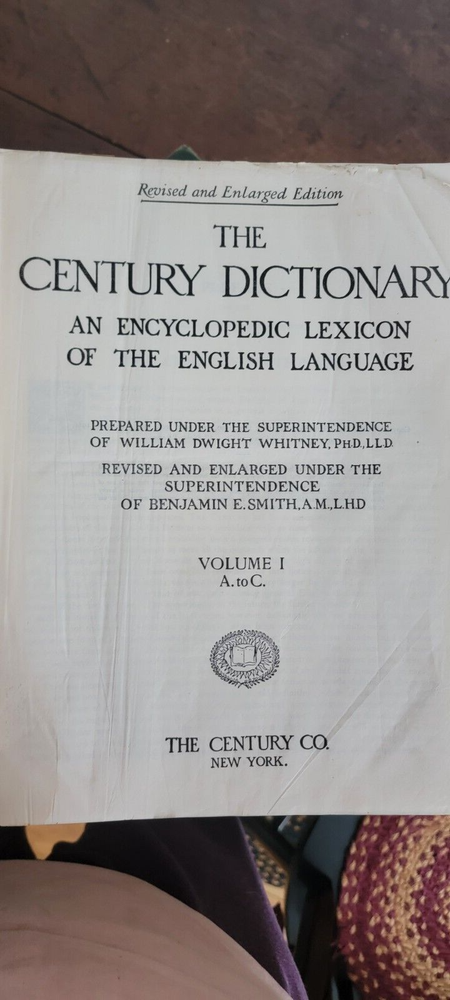 Revised and Enlarged Edition
THE
CENTURY DICTIONARY
AN ENCYCLOPEDIC LEXICON
OF THE ENGLISH LANGUAGE
PREPARED UNDER THE SUPERINTENDENCE
OF WILLIAM DWIGHT WHITNEY, PH.D., LL.D.
REVISED AND ENLARGED UNDER THE
SUPERINTENDENCE
OF BENJAMIN E. SMITH, A.M., L.H.D
VOLUME I
A. to C.
THE CENTURY CO.
NEW YORK.